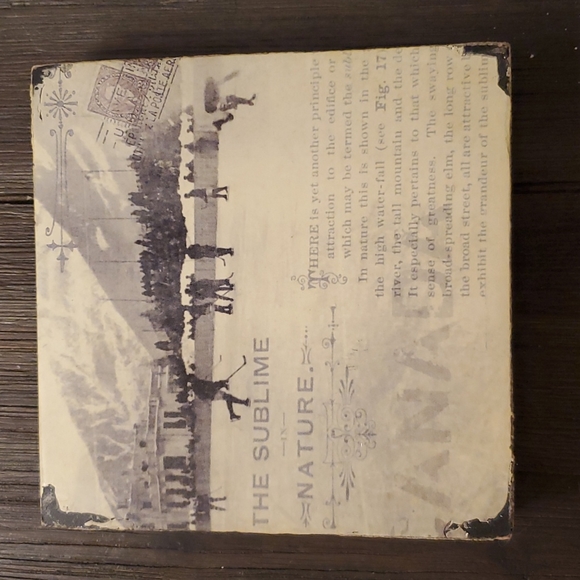 THE SUBLIME
IN
NATURE.
THERE is yet another principle
attraction to the edifice or
which may be termed the
In nature this is shown in the
the high water-fall (see Fig. 17
river, the tall mountain and the
It especially pertains to that which
sense of greatness. The swaying
broad-spreading elm, the long row
the broad street, all are attractive
exhibit the grandeur of the sublim
ANA